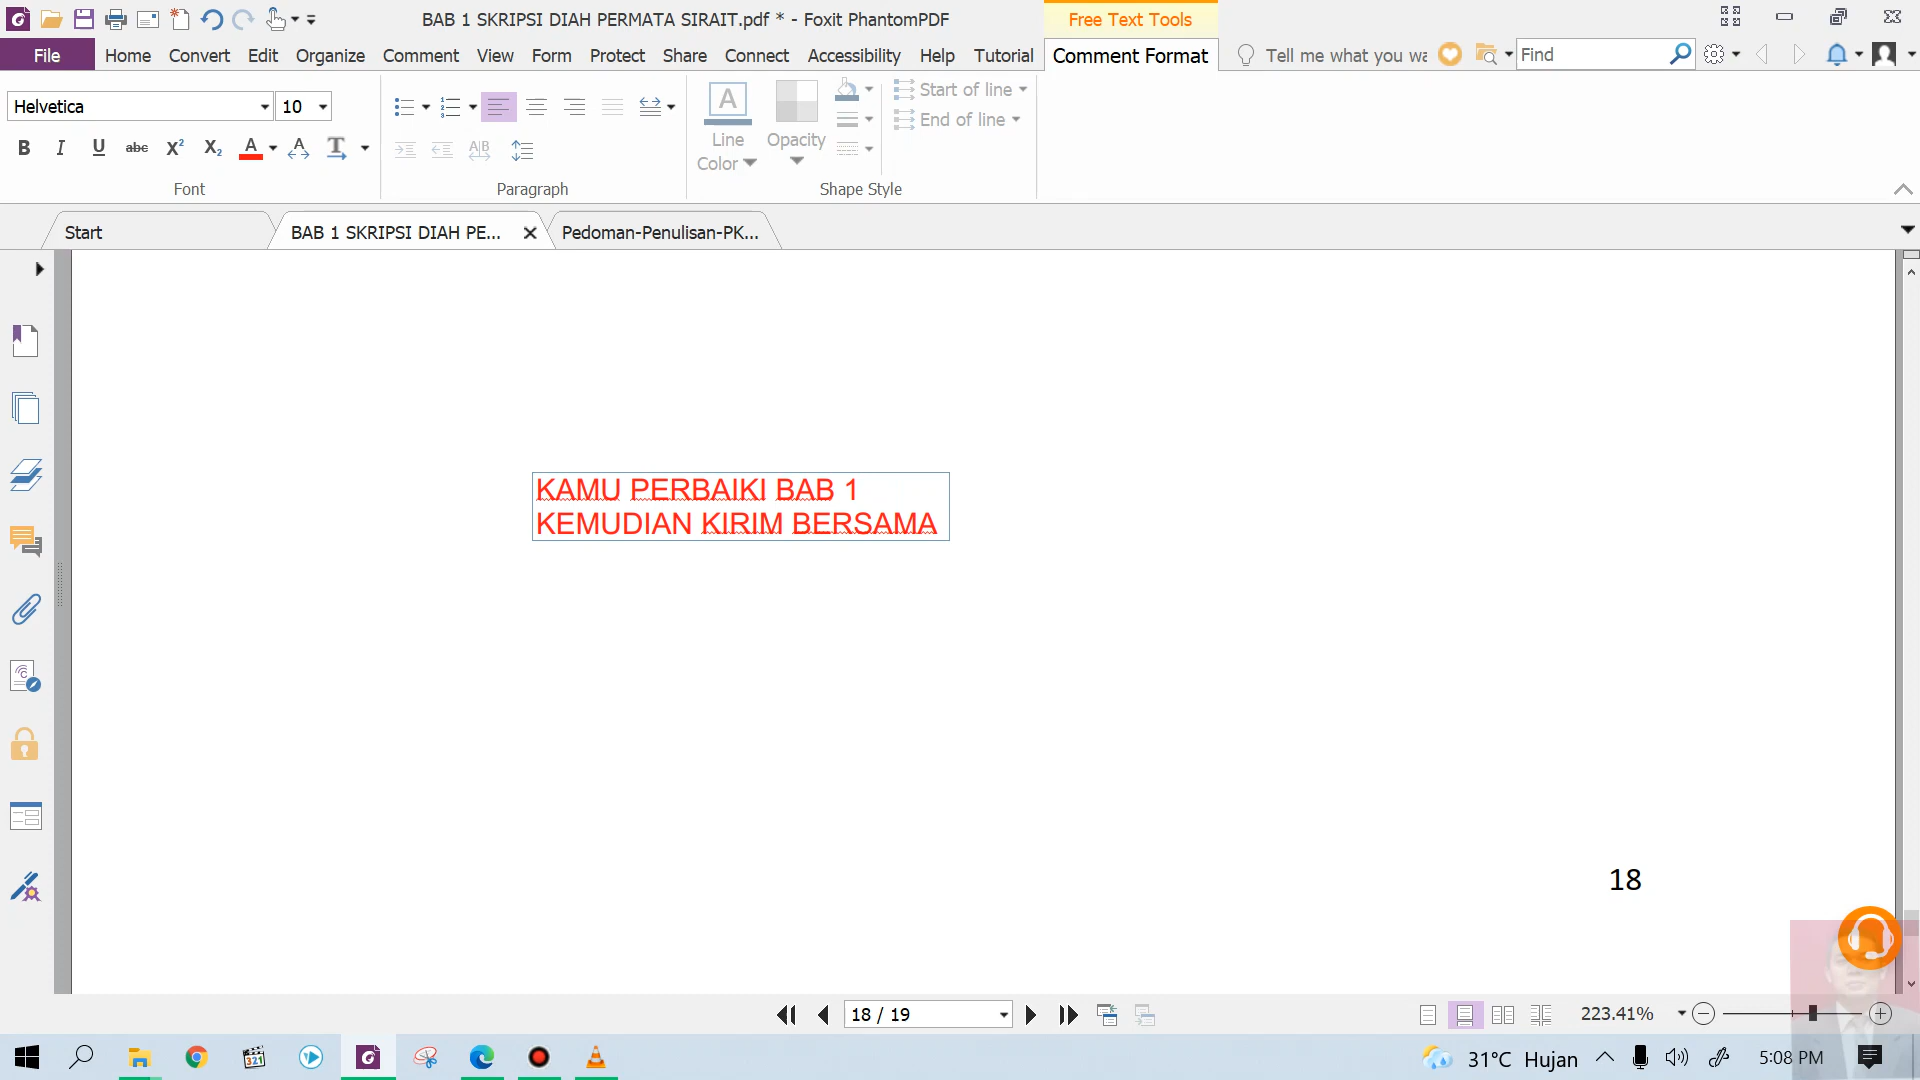 BAB 1 SKRIPSI DIAH PERMATA SIRAIT.pdf * - Foxit PhantomPDF
Free Text Tools
File Home Convert Edit Organize Comment View Form Protect Share Connect Accessibility Help Tutorial Comment Format Tell me what you wa Find
Helvetica 10
Start of line
End of line
Line Color
Opacity
B I U abc X² X₂ A A T
Font Paragraph Shape Style
Start BAB 1 SKRIPSI DIAH PE... Pedoman-Penulisan-PK...
KAMU PERBAIKI BAB 1
KEMUDIAN KIRIM BERSAMA
18
18 / 19 223.41%
31°C Hujan 5:08 PM